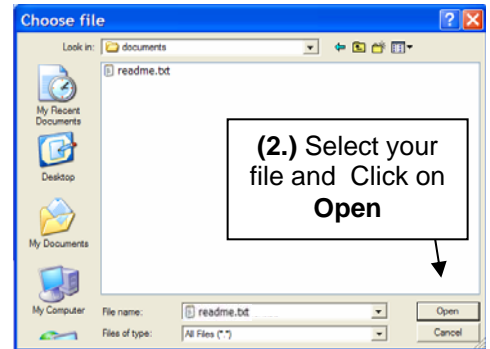 Choose file
Look in: documents
readme.txt
My Recent
Documents
Desktop
My Documents
My Computer
(2.) Select your
file and Click on
Open
File name: readme.txt Open
Files of type: All Files (*.*) Cancel